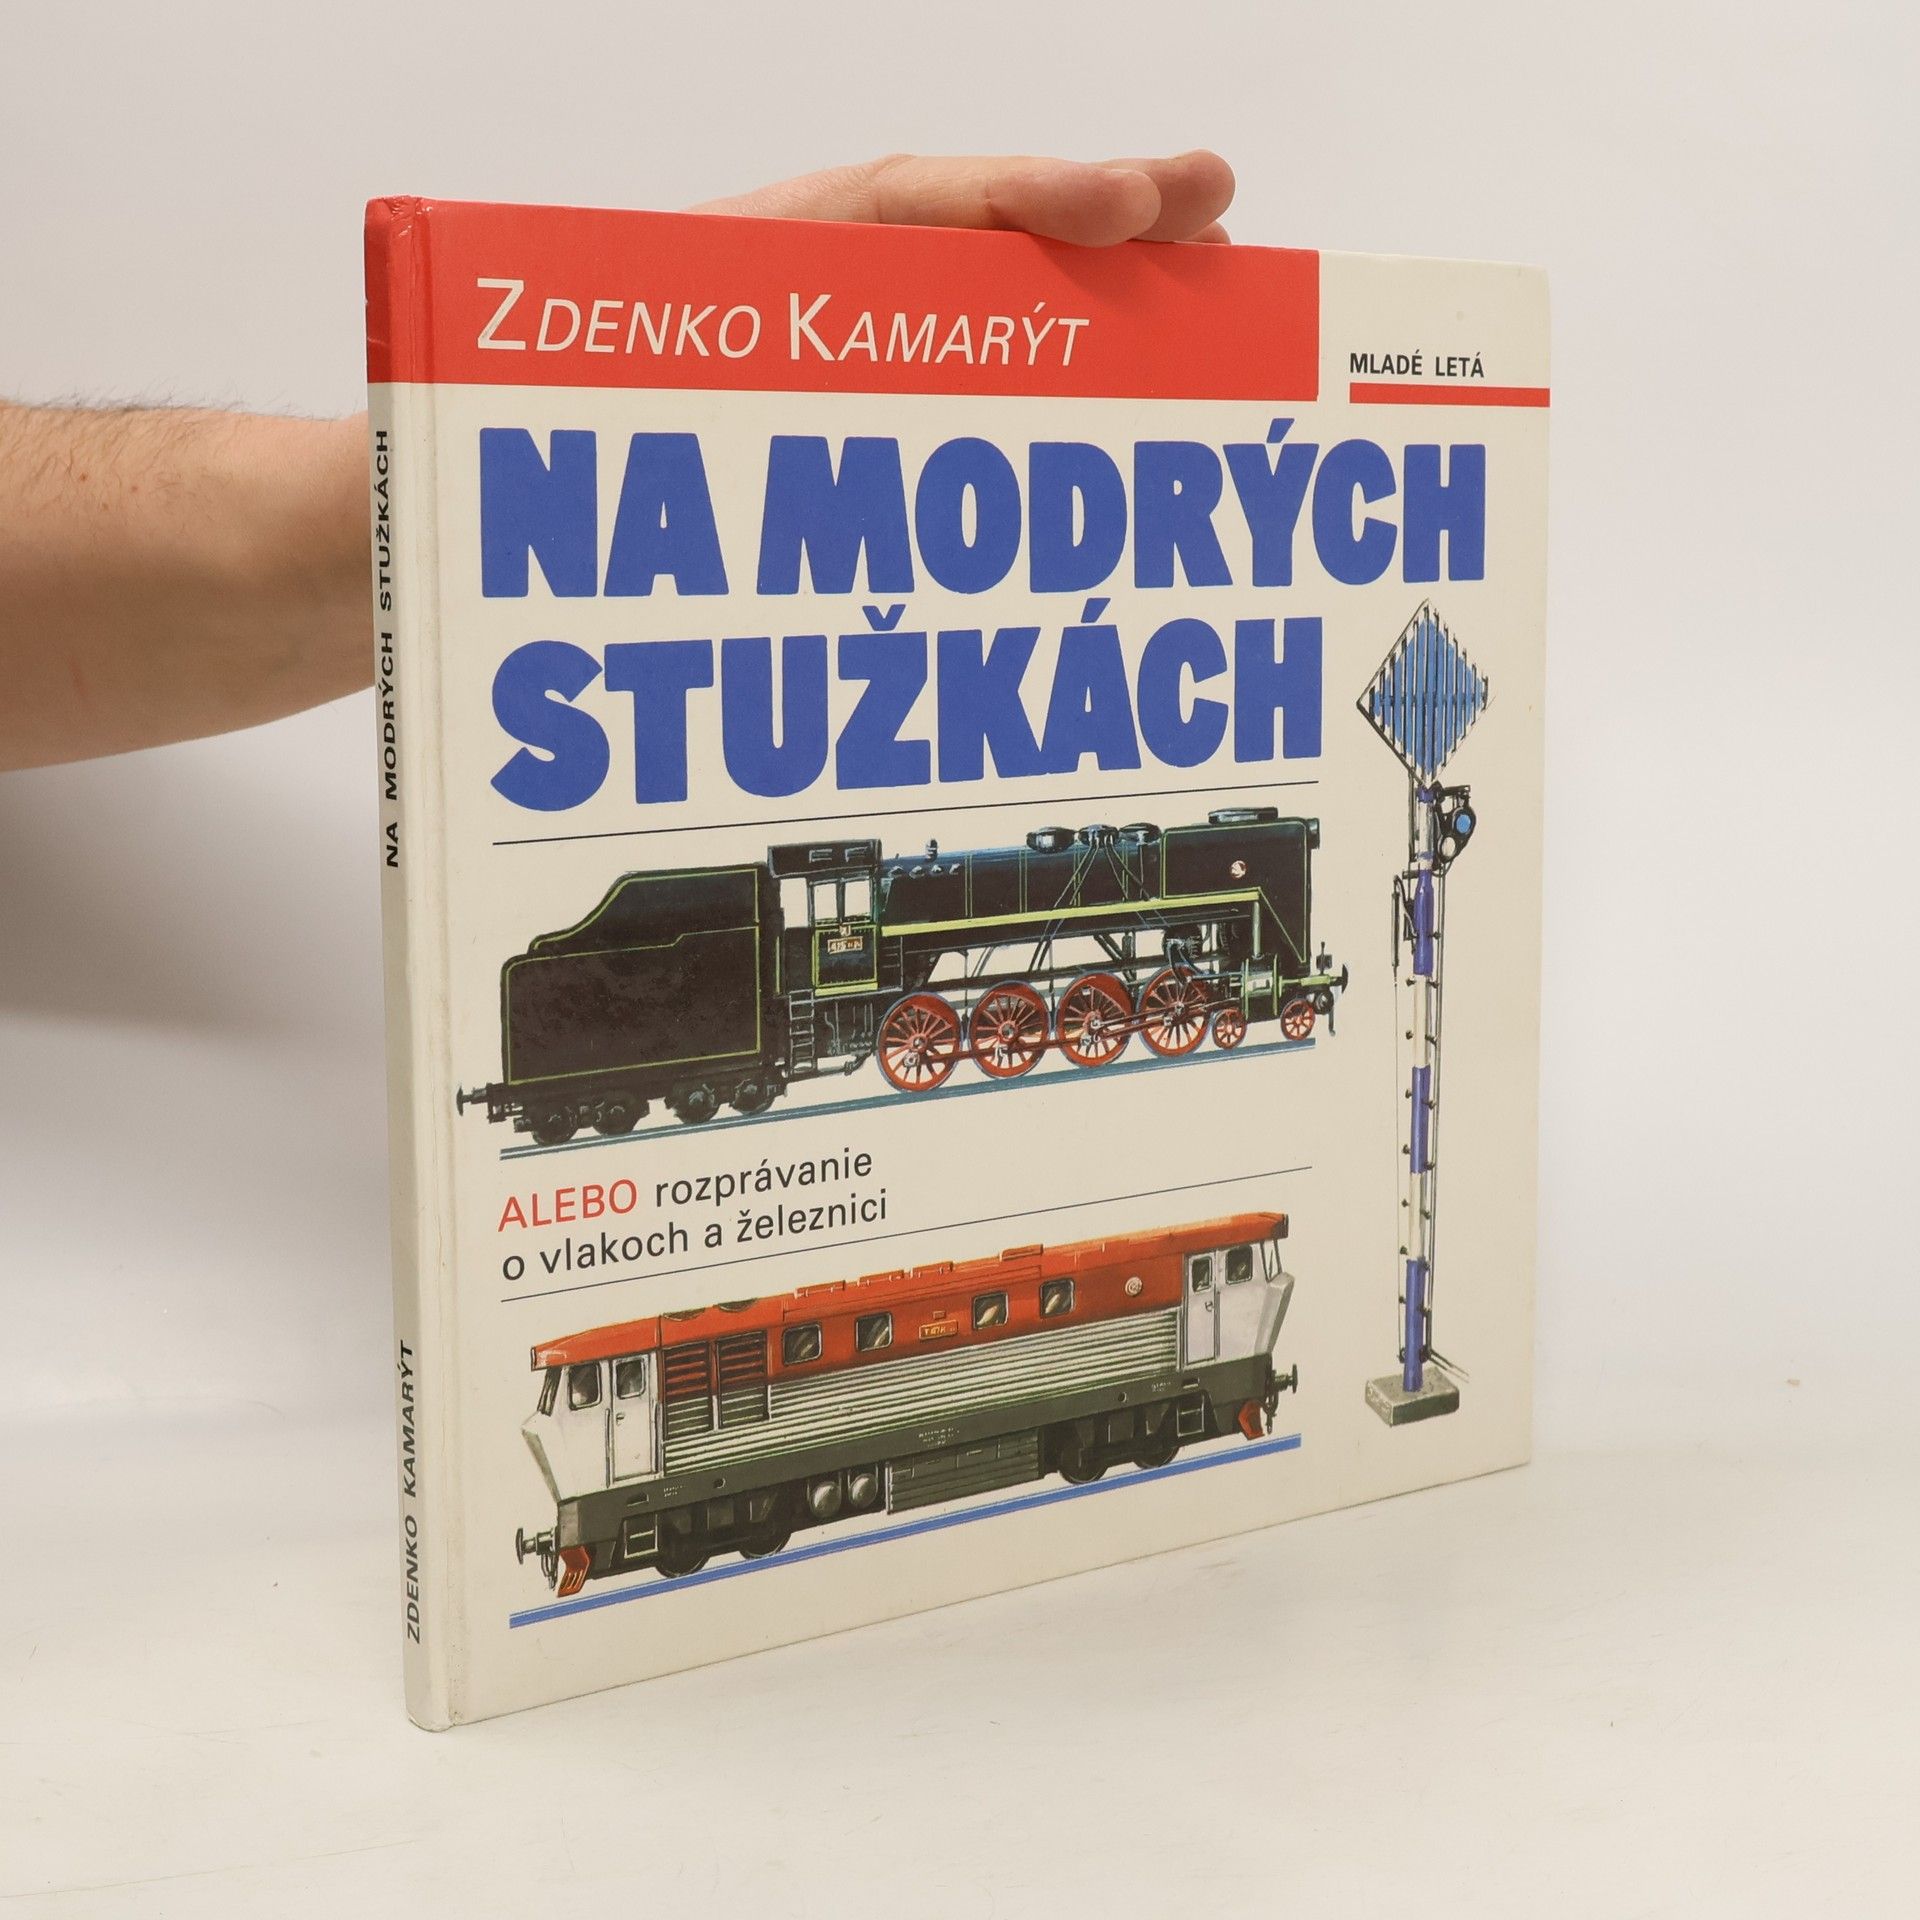 ZDENKO KAMARÝT
MLADÉ LETÁ
NA MODRÝCH
STUŽKÁCH
ALEBO rozprávanie
o vlakoch a železnici
NA MODRÝCH STUŽKÁCH
ZDENKO KAMARÝT